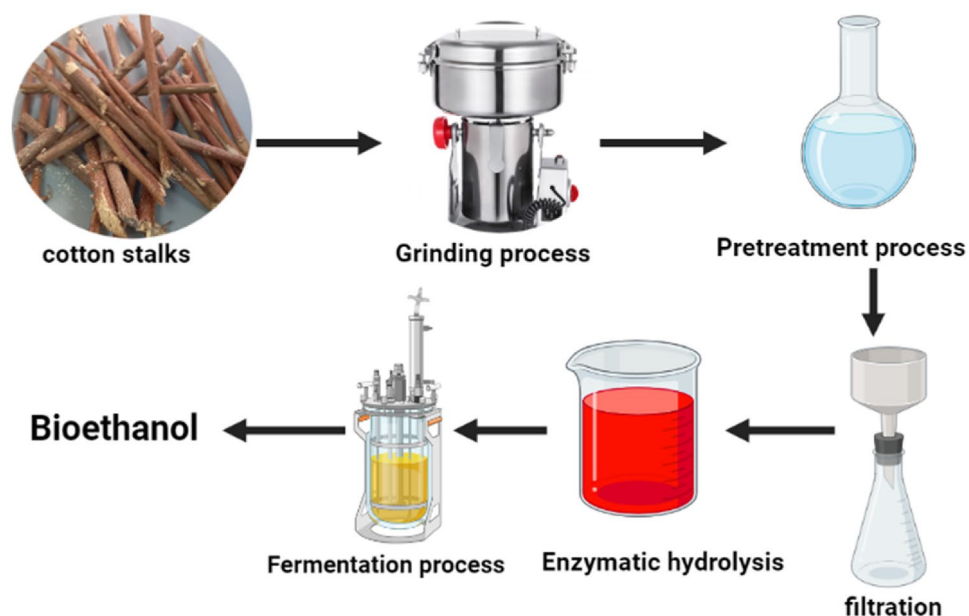 cotton stalks
Grinding process
Pretreatment process
Bioethanol
Fermentation process
Enzymatic hydrolysis
filtration